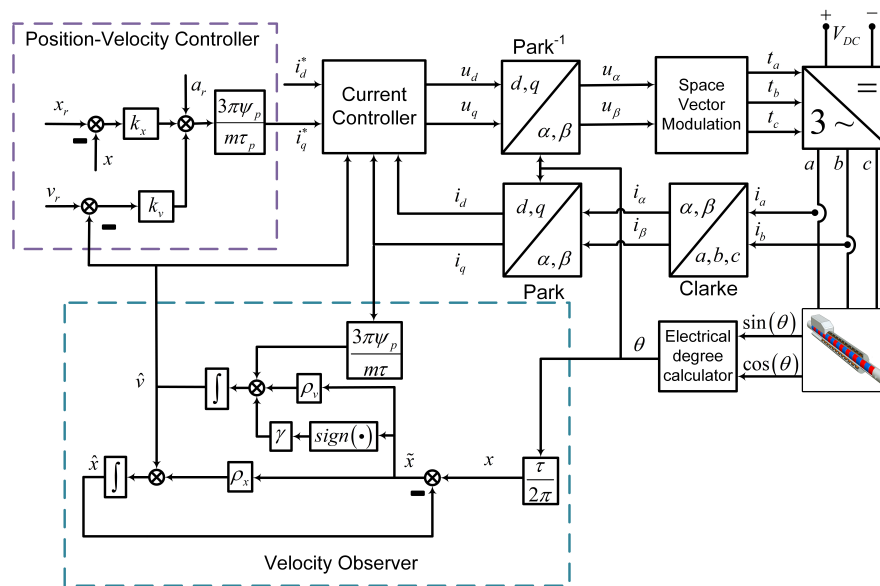 Position-Velocity Controller
x_r
k_x
x
a_r
3πψ_p
mτ_p
v_r
k_v
i_d^*
i_q^*
Current
Controller
u_d
u_q
Park⁻¹
d,q
α,β
u_α
u_β
Space
Vector
Modulation
t_a
t_b
t_c
+
−
V_DC
=
3 ~
a
b
c
i_d
i_q
d,q
α,β
Park
i_α
i_β
α,β
a,b,c
Clarke
i_a
i_b
v̂
3πψ_p
mτ
∫
ρ_v
γ
sign(•)
x̂
∫
ρ_x
x̃
x
τ
2π
θ
Electrical
degree
calculator
sin(θ)
cos(θ)
Velocity Observer